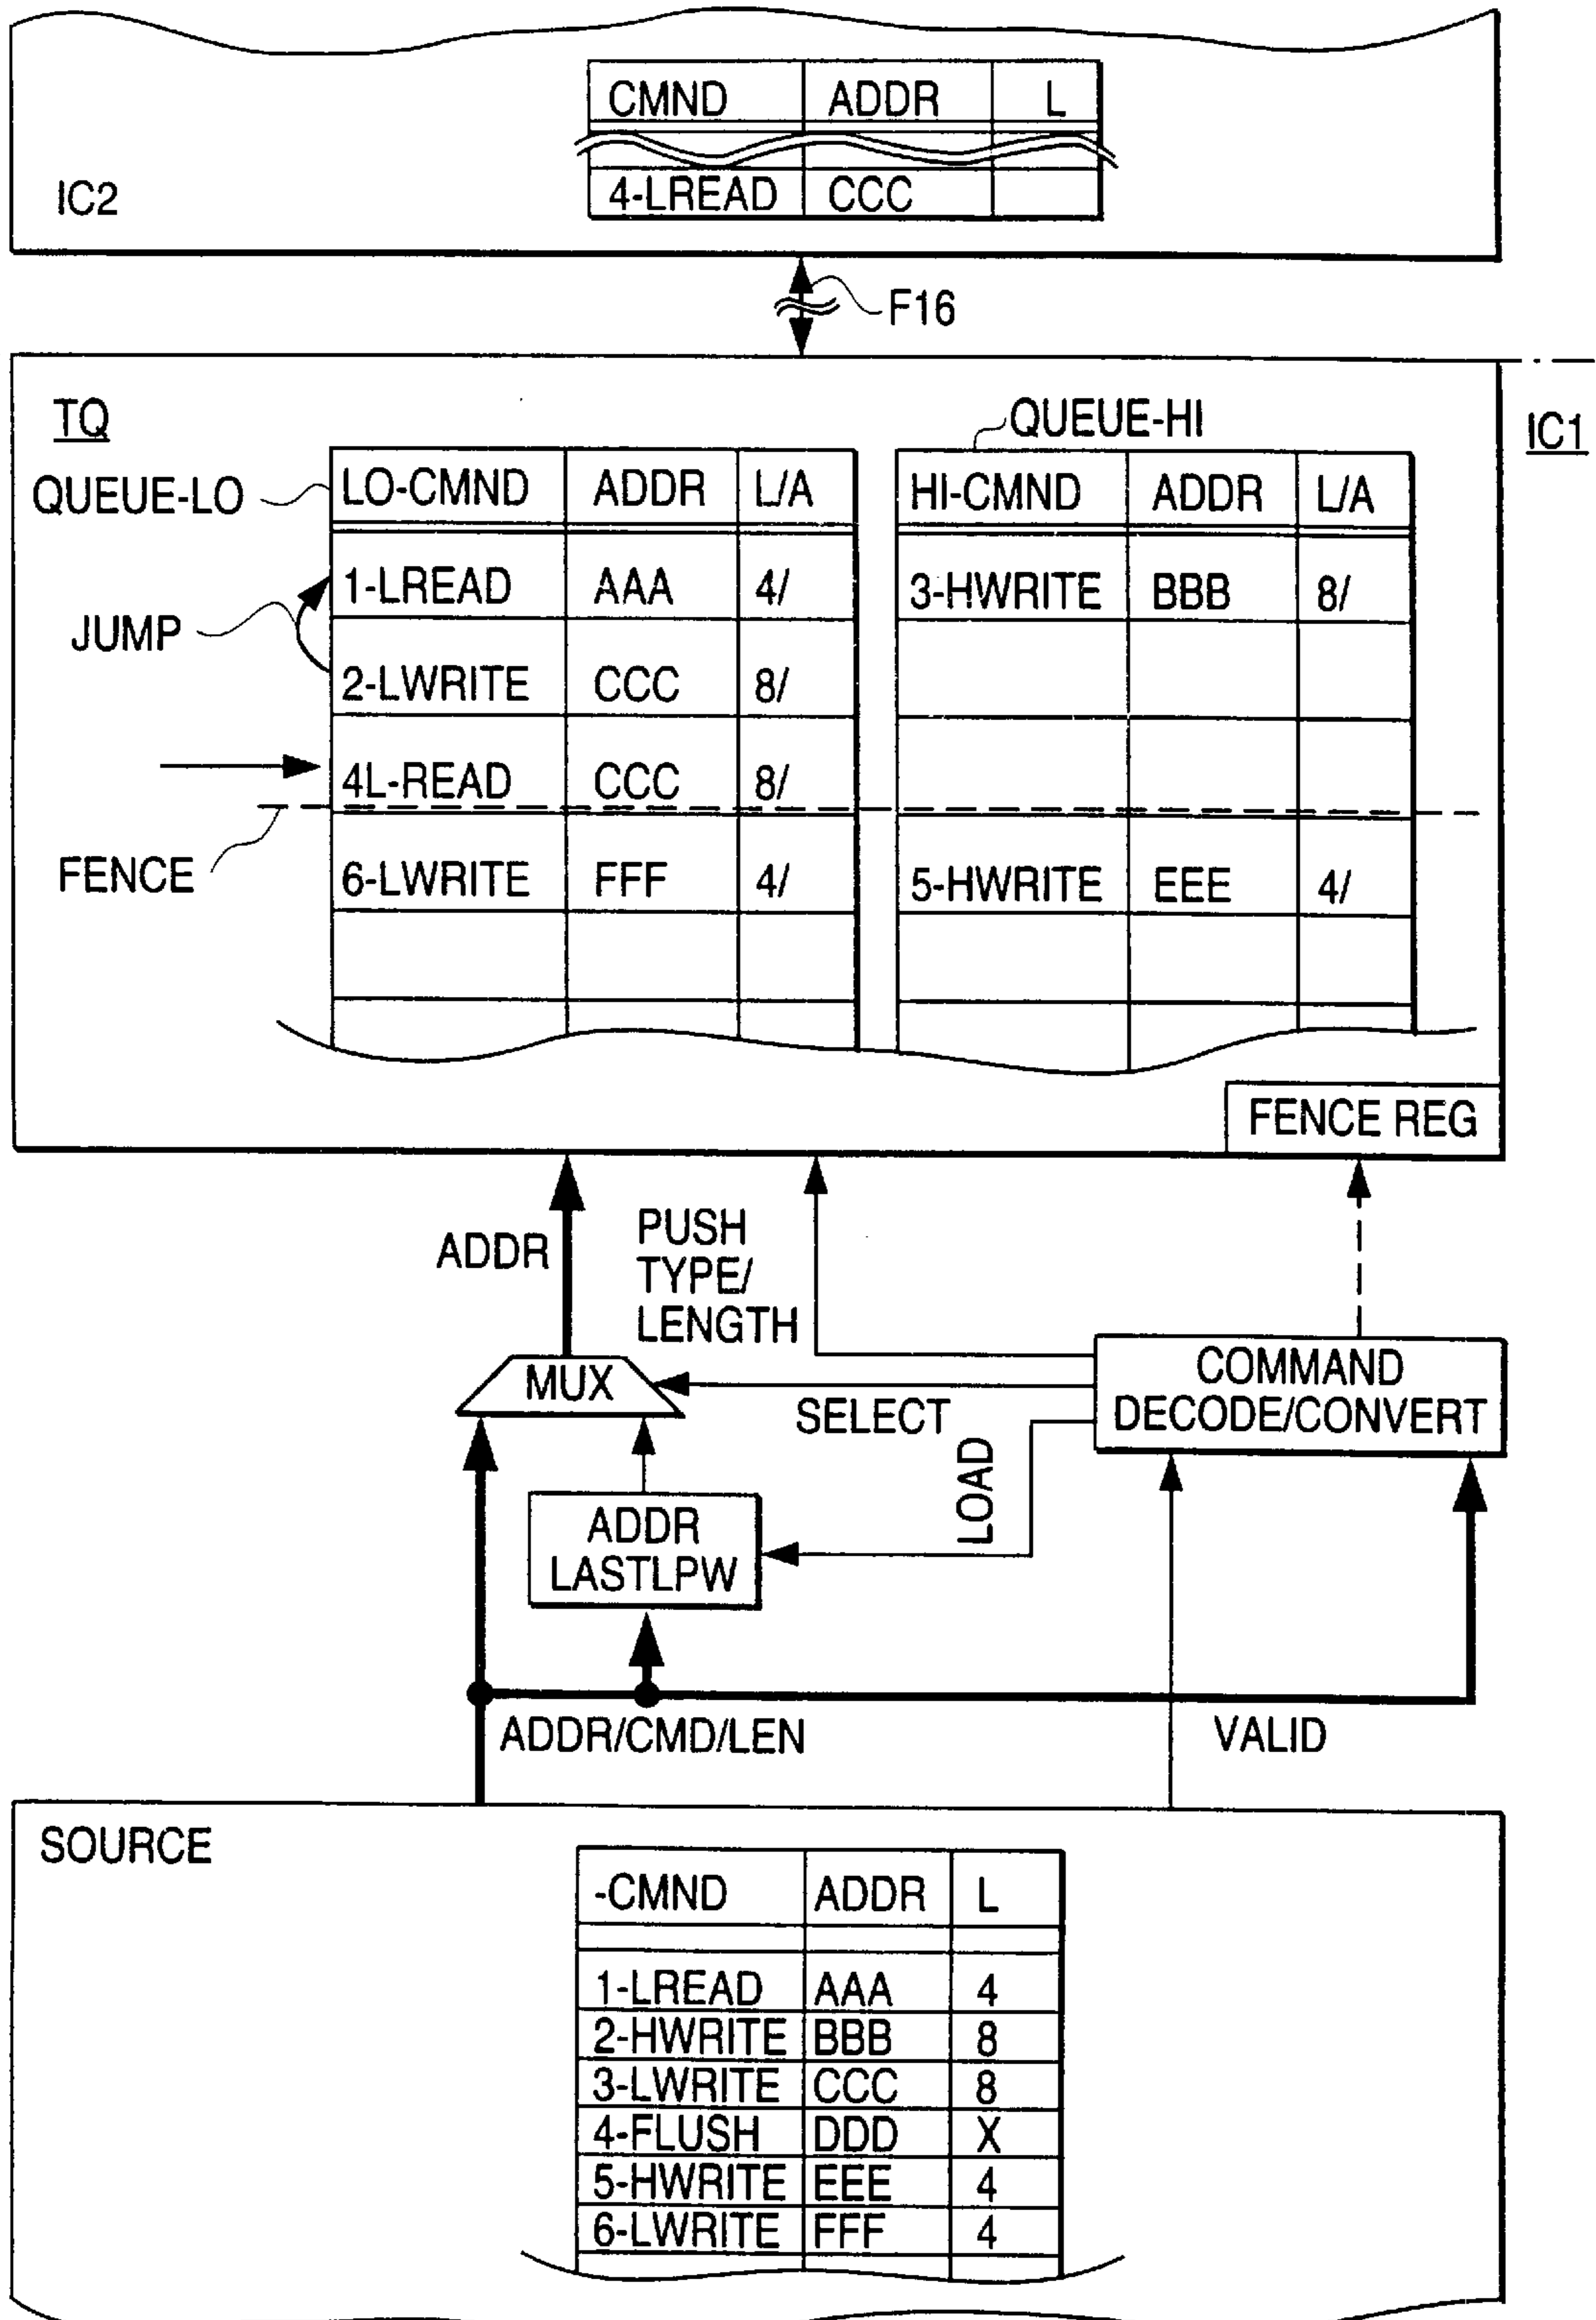 CMND ADDR L
4-LREAD CCC
IC2
F16
TQ
IC1
QUEUE-HI
QUEUE-LO
LO-CMND ADDR L/A
HI-CMND ADDR L/A
1-LREAD AAA 4/
3-HWRITE BBB 8/
JUMP
2-LWRITE CCC 8/
4L-READ CCC 8/
FENCE
6-LWRITE FFF 4/
5-HWRITE EEE 4/
FENCE REG
ADDR
PUSH
TYPE/
LENGTH
MUX
SELECT
COMMAND
DECODE/CONVERT
LOAD
ADDR
LASTLPW
ADDR/CMD/LEN
VALID
SOURCE
-CMND ADDR L
1-LREAD AAA 4
2-HWRITE BBB 8
3-LWRITE CCC 8
4-FLUSH DDD X
5-HWRITE EEE 4
6-LWRITE FFF 4